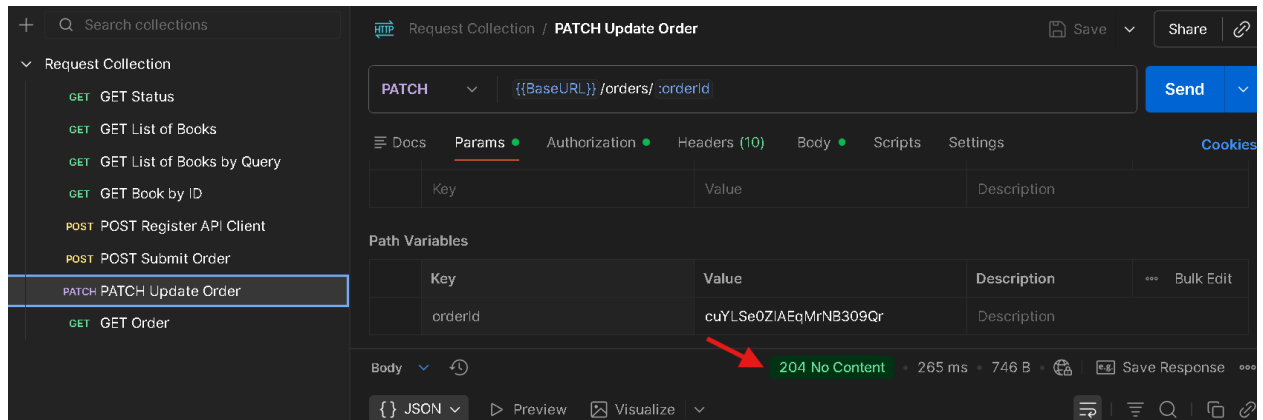 Search collections
Request Collection
GET GET Status
GET GET List of Books
GET GET List of Books by Query
GET GET Book by ID
POST POST Register API Client
POST POST Submit Order
PATCH PATCH Update Order
GET GET Order
HTTP Request Collection / PATCH Update Order
Save
Share
PATCH
{{BaseURL}} /orders/ :orderId
Send
Docs Params Authorization Headers (10) Body Scripts Settings
Cookies
Key Value Description
Path Variables
Key Value Description Bulk Edit
orderId cuYLSe0ZIAEqMrNB309Qr Description
Body 204 No Content 265 ms 746 B e.g. Save Response
{} JSON Preview Visualize